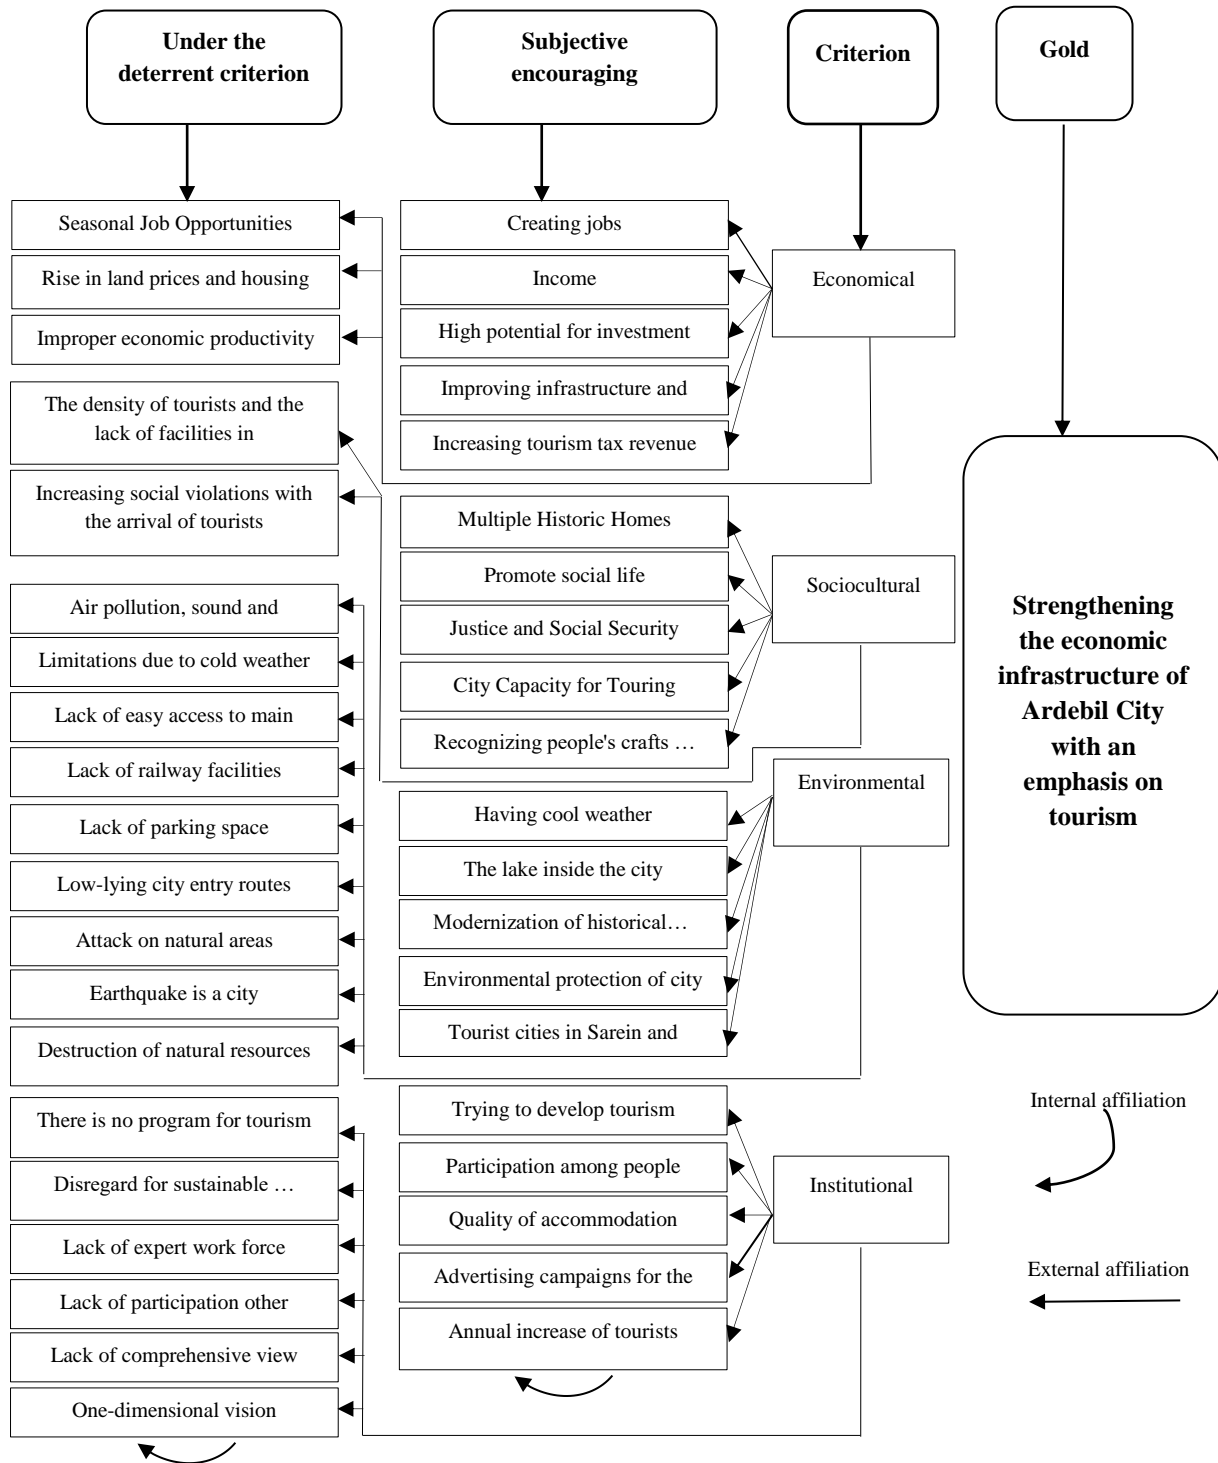 Under the
deterrent criterion
Subjective
encouraging
Criterion
Gold
Seasonal Job Opportunities
Rise in land prices and housing
Improper economic productivity
The density of tourists and the
lack of facilities in
Increasing social violations with
the arrival of tourists
Air pollution, sound and
Limitations due to cold weather
Lack of easy access to main
Lack of railway facilities
Lack of parking space
Low-lying city entry routes
Attack on natural areas
Earthquake is a city
Destruction of natural resources
There is no program for tourism
Disregard for sustainable …
Lack of expert work force
Lack of participation other
Lack of comprehensive view
One-dimensional vision
Creating jobs
Income
High potential for investment
Improving infrastructure and
Increasing tourism tax revenue
Multiple Historic Homes
Promote social life
Justice and Social Security
City Capacity for Touring
Recognizing people's crafts …
Having cool weather
The lake inside the city
Modernization of historical…
Environmental protection of city
Tourist cities in Sarein and
Trying to develop tourism
Participation among people
Quality of accommodation
Advertising campaigns for the
Annual increase of tourists
Economical
Sociocultural
Environmental
Institutional
Strengthening
the economic
infrastructure of
Ardebil City
with an
emphasis on
tourism
Internal affiliation
External affiliation